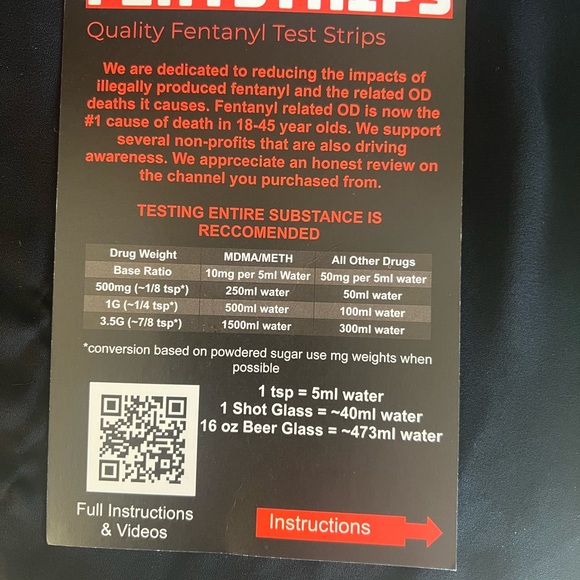 FENTSTRIPS
Quality Fentanyl Test Strips
We are dedicated to reducing the impacts of
illegally produced fentanyl and the related OD
deaths it causes. Fentanyl related OD is now the
#1 cause of death in 18-45 year olds. We support
several non-profits that are also driving
awareness. We apprceciate an honest review on
the channel you purchased from.
TESTING ENTIRE SUBSTANCE IS
RECCOMENDED
Drug Weight MDMA/METH All Other Drugs
Base Ratio 10mg per 5ml Water 50mg per 5ml water
500mg (~1/8 tsp*) 250ml water 50ml water
1G (~1/4 tsp*) 500ml water 100ml water
3.5G (~7/8 tsp*) 1500ml water 300ml water
*conversion based on powdered sugar use mg weights when
possible
1 tsp = 5ml water
1 Shot Glass = ~40ml water
16 oz Beer Glass = ~473ml water
Full Instructions
& Videos
Instructions